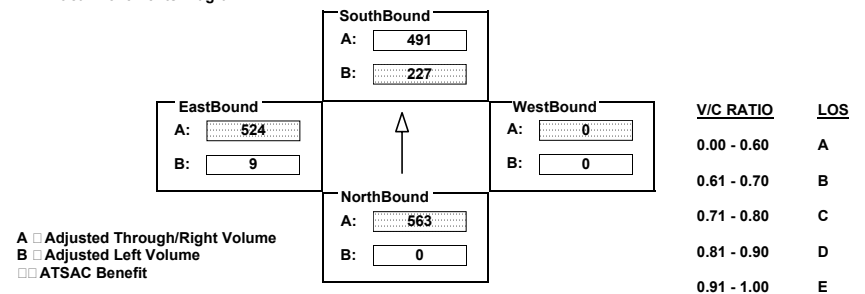 SouthBound
A: 491
B: 227
EastBound
A: 524
B: 9
WestBound
A: 0
B: 0
NorthBound
A: 563
B: 0
A □ Adjusted Through/Right Volume
B □ Adjusted Left Volume
□□ ATSAC Benefit
V/C RATIO LOS
0.00 - 0.60 A
0.61 - 0.70 B
0.71 - 0.80 C
0.81 - 0.90 D
0.91 - 1.00 E